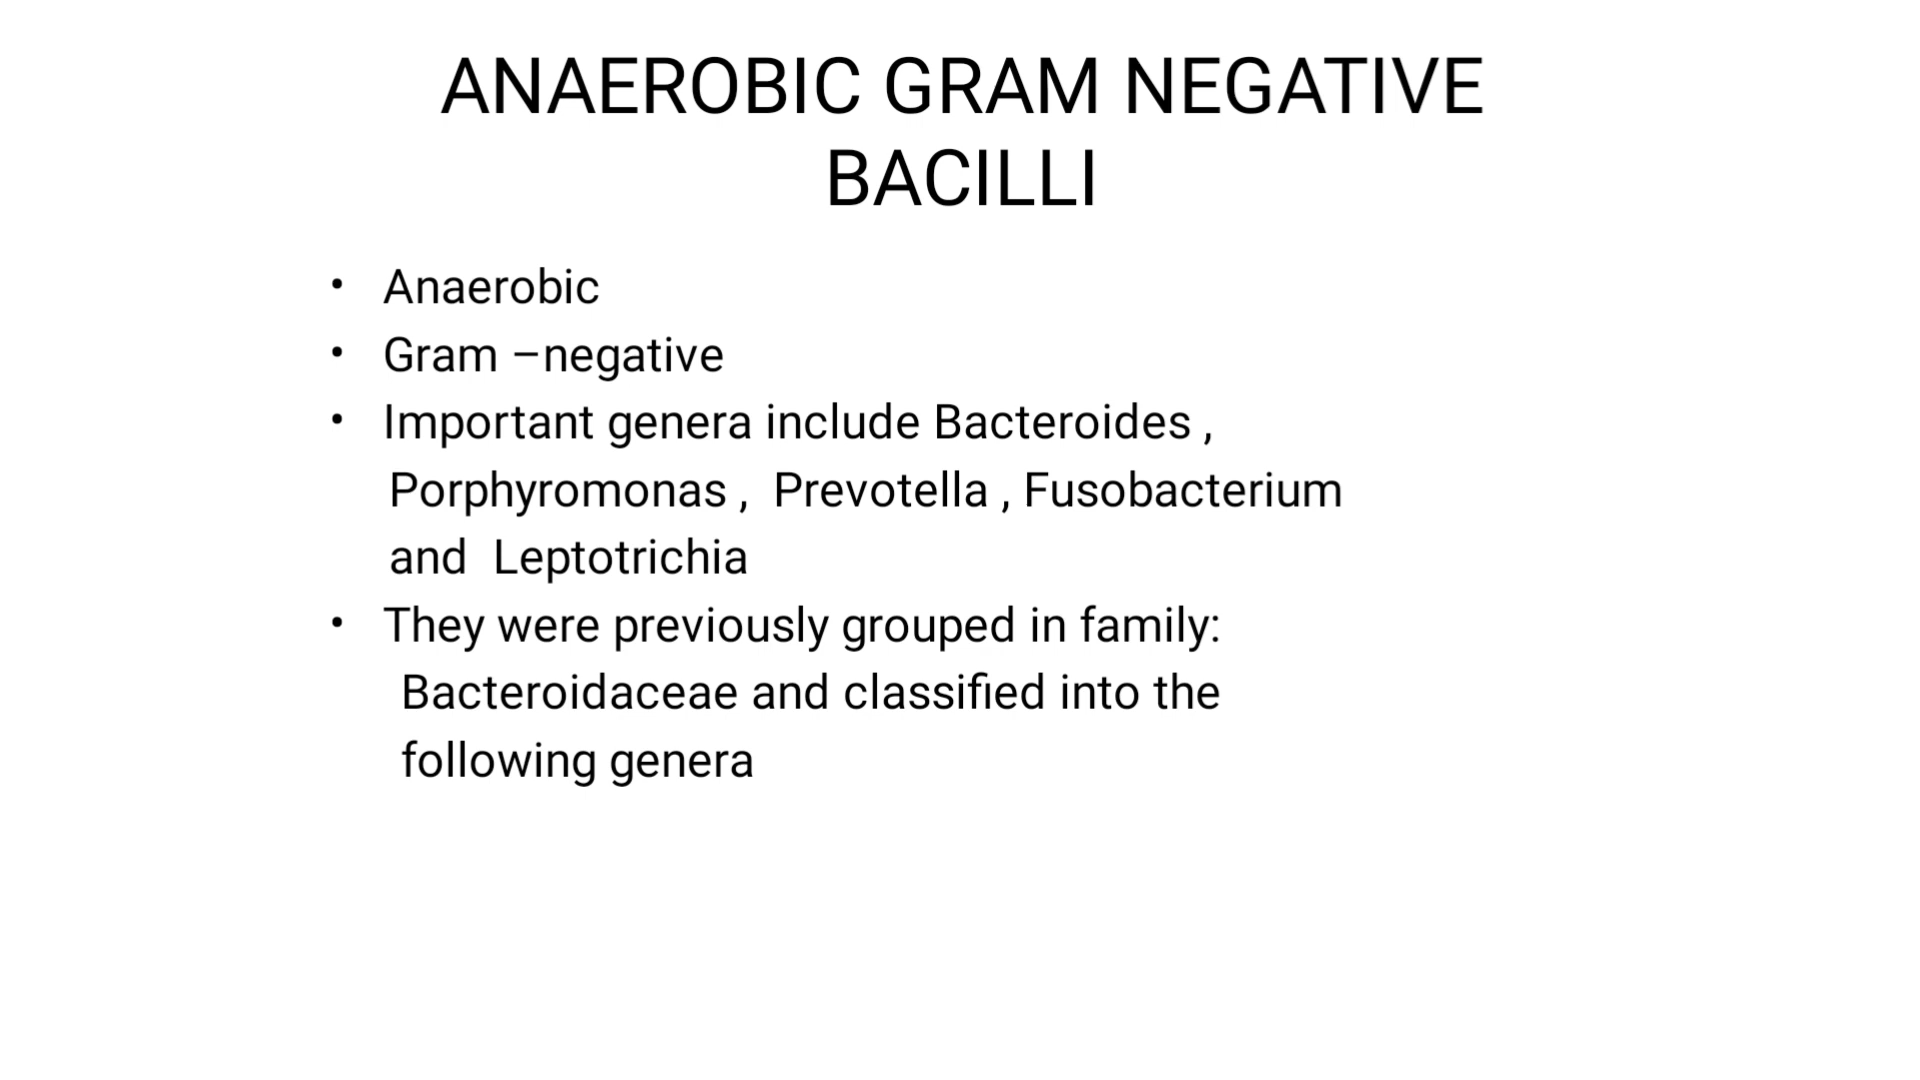 ANAEROBIC GRAM NEGATIVE
BACILLI
• Anaerobic
• Gram –negative
• Important genera include Bacteroides ,
Porphyromonas ,  Prevotella , Fusobacterium
and  Leptotrichia
• They were previously grouped in family:
Bacteroidaceae and classified into the
following genera